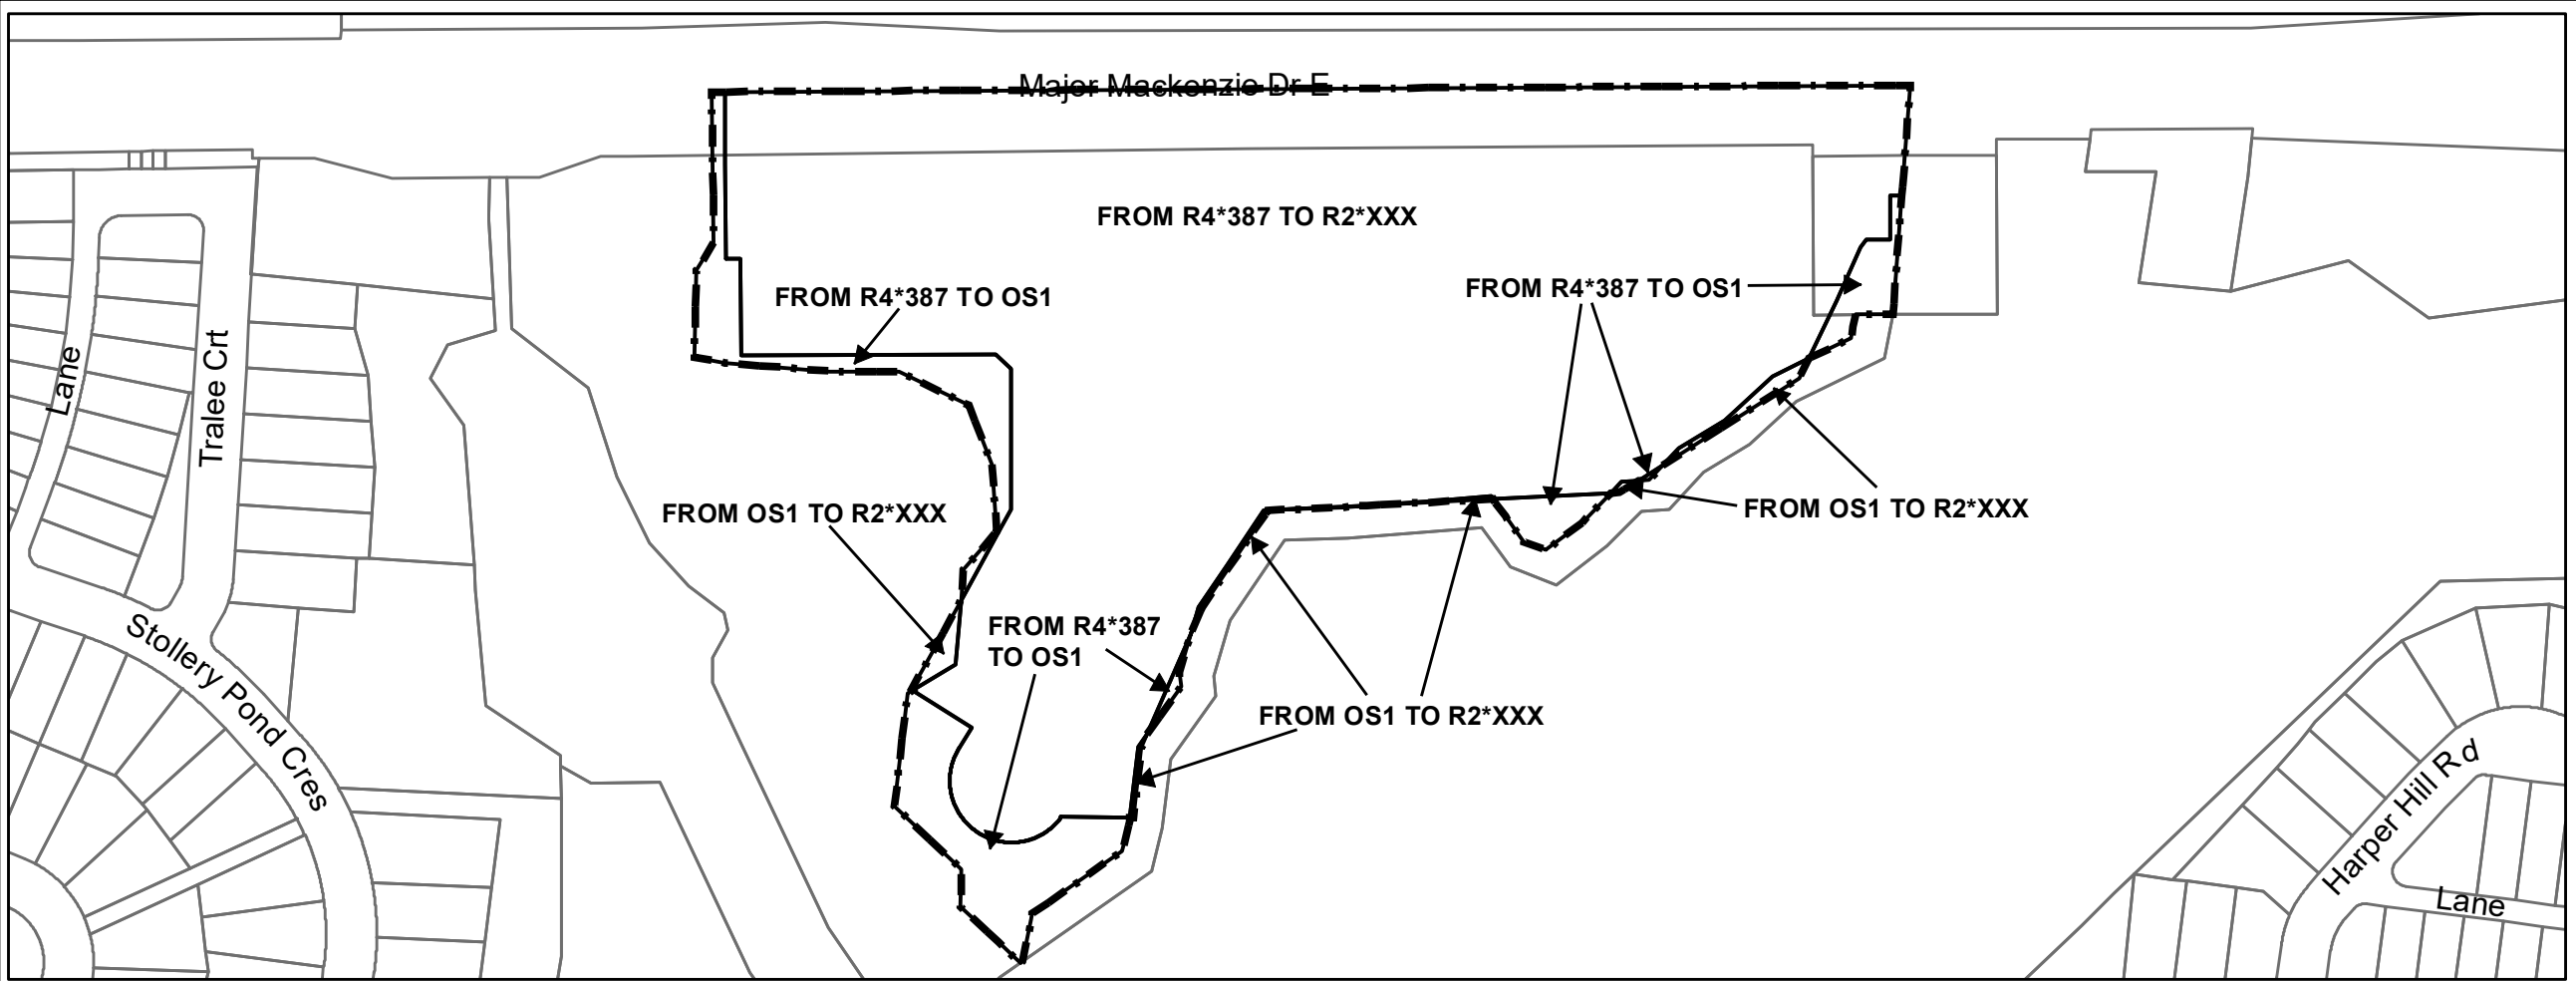 Major Mackenzie Dr E
FROM R4*387 TO R2*XXX
FROM R4*387 TO OS1
FROM R4*387 TO OS1
Lane
Tralee Crt
FROM OS1 TO R2*XXX
FROM OS1 TO R2*XXX
FROM R4*387
TO OS1
Stollery Pond Cres
FROM OS1 TO R2*XXX
Harper Hill Rd
Lane